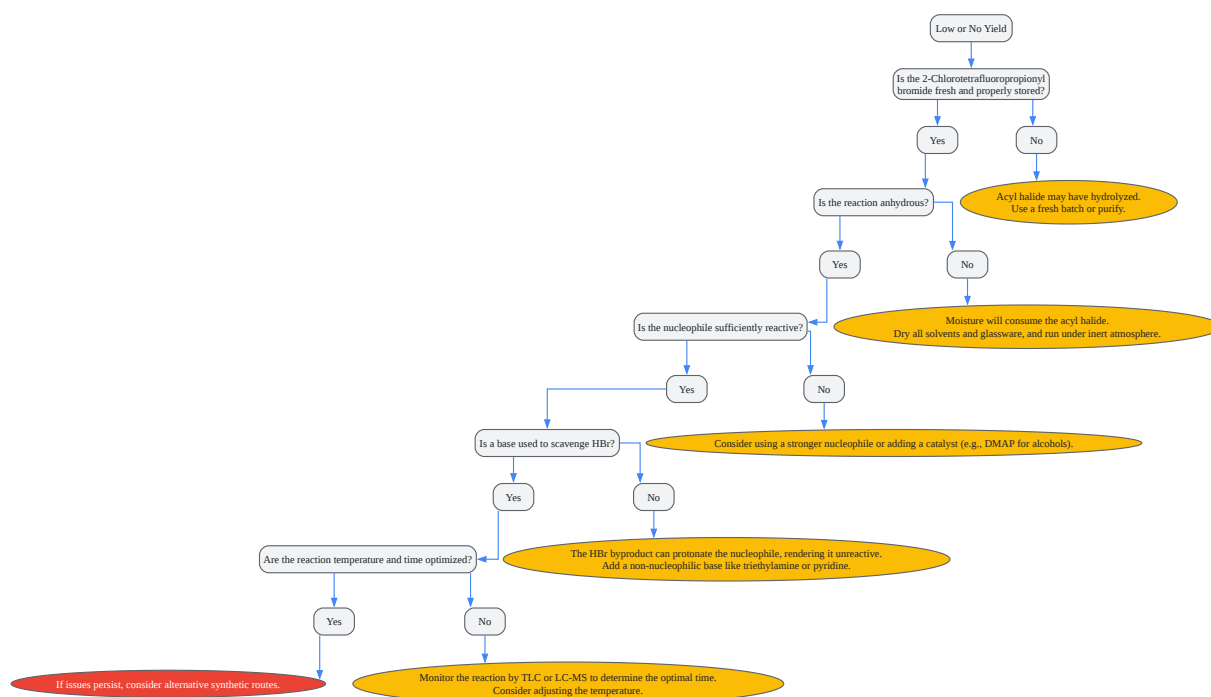 Low or No Yield
Is the 2-Chlorotetrafluoropropionyl
bromide fresh and properly stored?
Yes
No
Acyl halide may have hydrolyzed.
Use a fresh batch or purify.
Is the reaction anhydrous?
Yes
No
Moisture will consume the acyl halide.
Dry all solvents and glassware, and run under inert atmosphere.
Is the nucleophile sufficiently reactive?
Yes
No
Consider using a stronger nucleophile or adding a catalyst (e.g., DMAP for alcohols).
Is a base used to scavenge HBr?
Yes
No
The HBr byproduct can protonate the nucleophile, rendering it unreactive.
Add a non-nucleophilic base like triethylamine or pyridine.
Are the reaction temperature and time optimized?
Yes
No
If issues persist, consider alternative synthetic routes.
Monitor the reaction by TLC or LC-MS to determine the optimal time.
Consider adjusting the temperature.